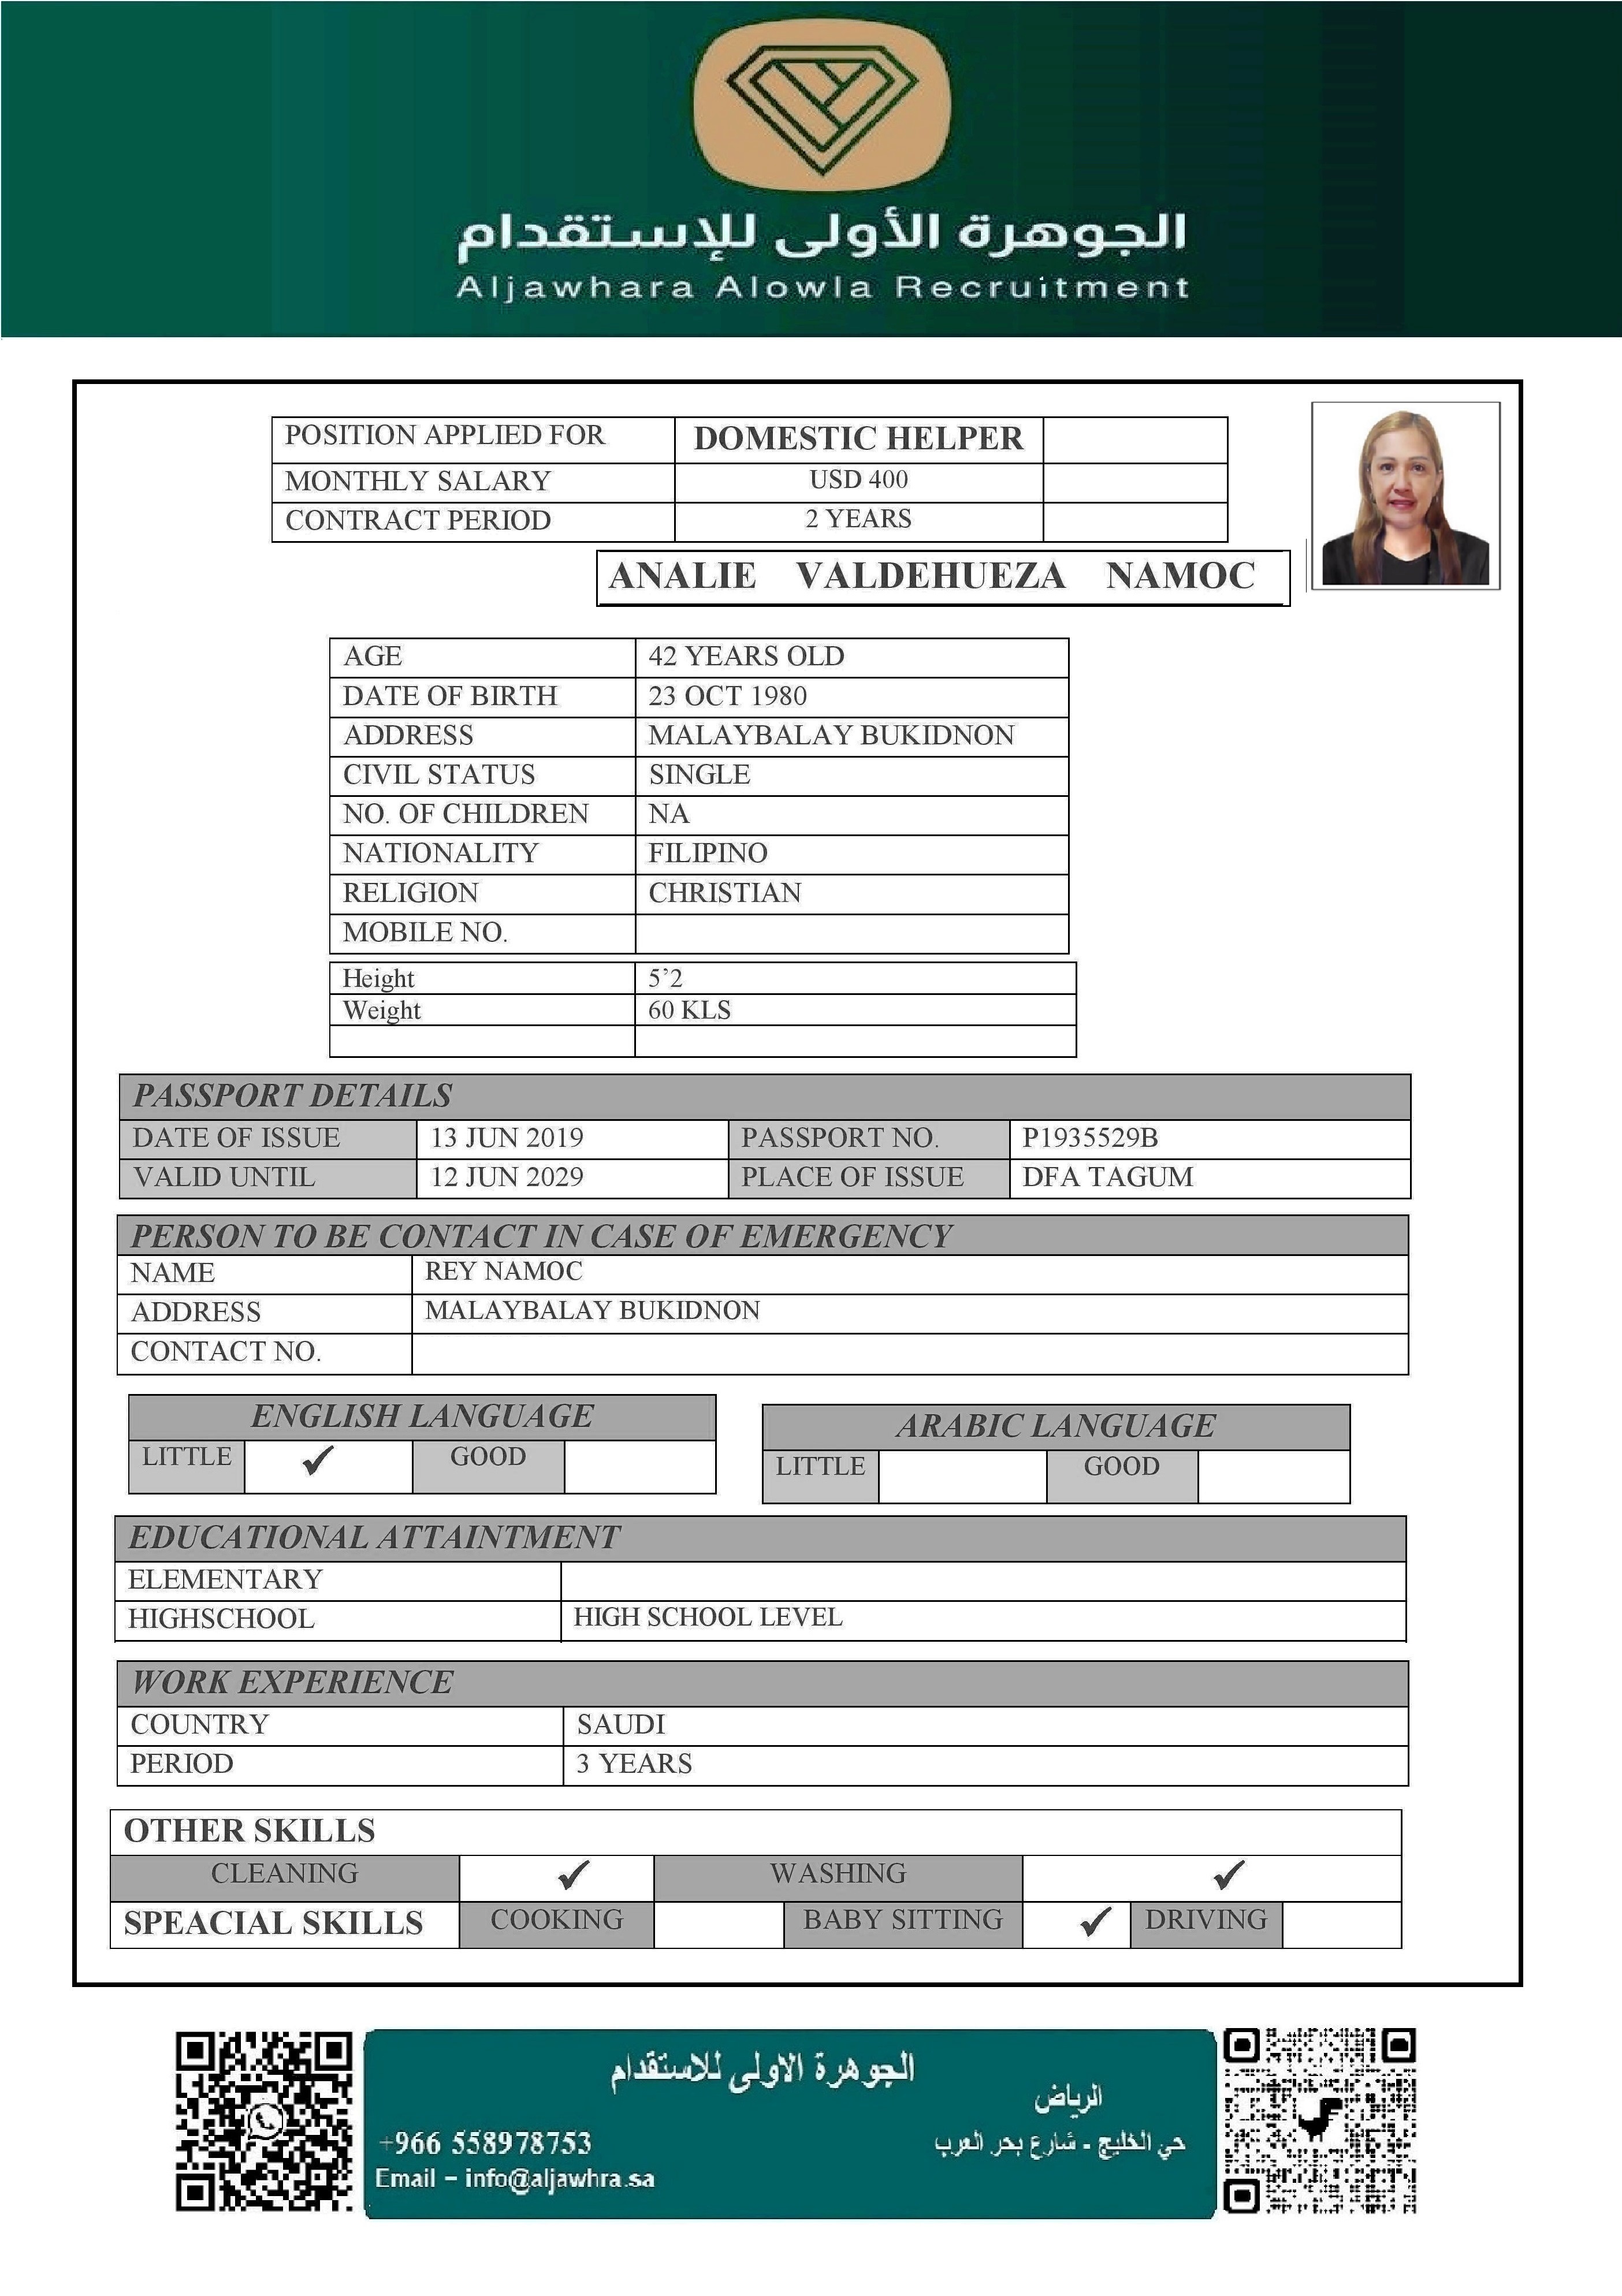 الجوهرة الأولى للإستقدام
Aljawhara Alowla Recruitment
POSITION APPLIED FOR DOMESTIC HELPER
MONTHLY SALARY USD 400
CONTRACT PERIOD 2 YEARS
ANALIE VALDEHUEZA NAMOC
AGE 42 YEARS OLD
DATE OF BIRTH 23 OCT 1980
ADDRESS MALAYBALAY BUKIDNON
CIVIL STATUS SINGLE
NO. OF CHILDREN NA
NATIONALITY FILIPINO
RELIGION CHRISTIAN
MOBILE NO.
Height 5’2
Weight 60 KLS
PASSPORT DETAILS
DATE OF ISSUE 13 JUN 2019 PASSPORT NO. P1935529B
VALID UNTIL 12 JUN 2029 PLACE OF ISSUE DFA TAGUM
PERSON TO BE CONTACT IN CASE OF EMERGENCY
NAME REY NAMOC
ADDRESS MALAYBALAY BUKIDNON
CONTACT NO.
ENGLISH LANGUAGE
LITTLE ✓ GOOD
ARABIC LANGUAGE
LITTLE GOOD
EDUCATIONAL ATTAINTMENT
ELEMENTARY
HIGHSCHOOL HIGH SCHOOL LEVEL
WORK EXPERIENCE
COUNTRY SAUDI
PERIOD 3 YEARS
OTHER SKILLS
CLEANING ✓ WASHING ✓
SPEACIAL SKILLS COOKING BABY SITTING ✓ DRIVING
الجوهرة الاولى للاستقدام
الرياض
حي الخليج - شارع بحر العرب
+966 558978753
Email – info@aljawhra.sa